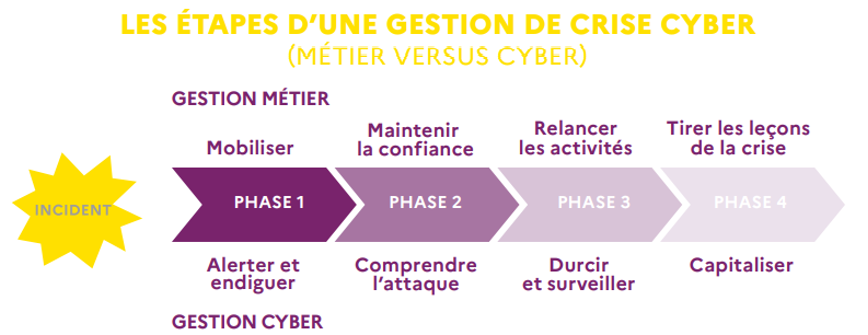 LES ÉTAPES D'UNE GESTION DE CRISE CYBER
(MÉTIER VERSUS CYBER)
GESTION MÉTIER
Mobiliser
Maintenir
la confiance
Relancer
les activités
Tirer les leçons
de la crise
INCIDENT
PHASE 1
PHASE 2
PHASE 3
PHASE 4
Alerter et
endiguer
Comprendre
l'attaque
Durcir
et surveiller
Capitaliser
GESTION CYBER